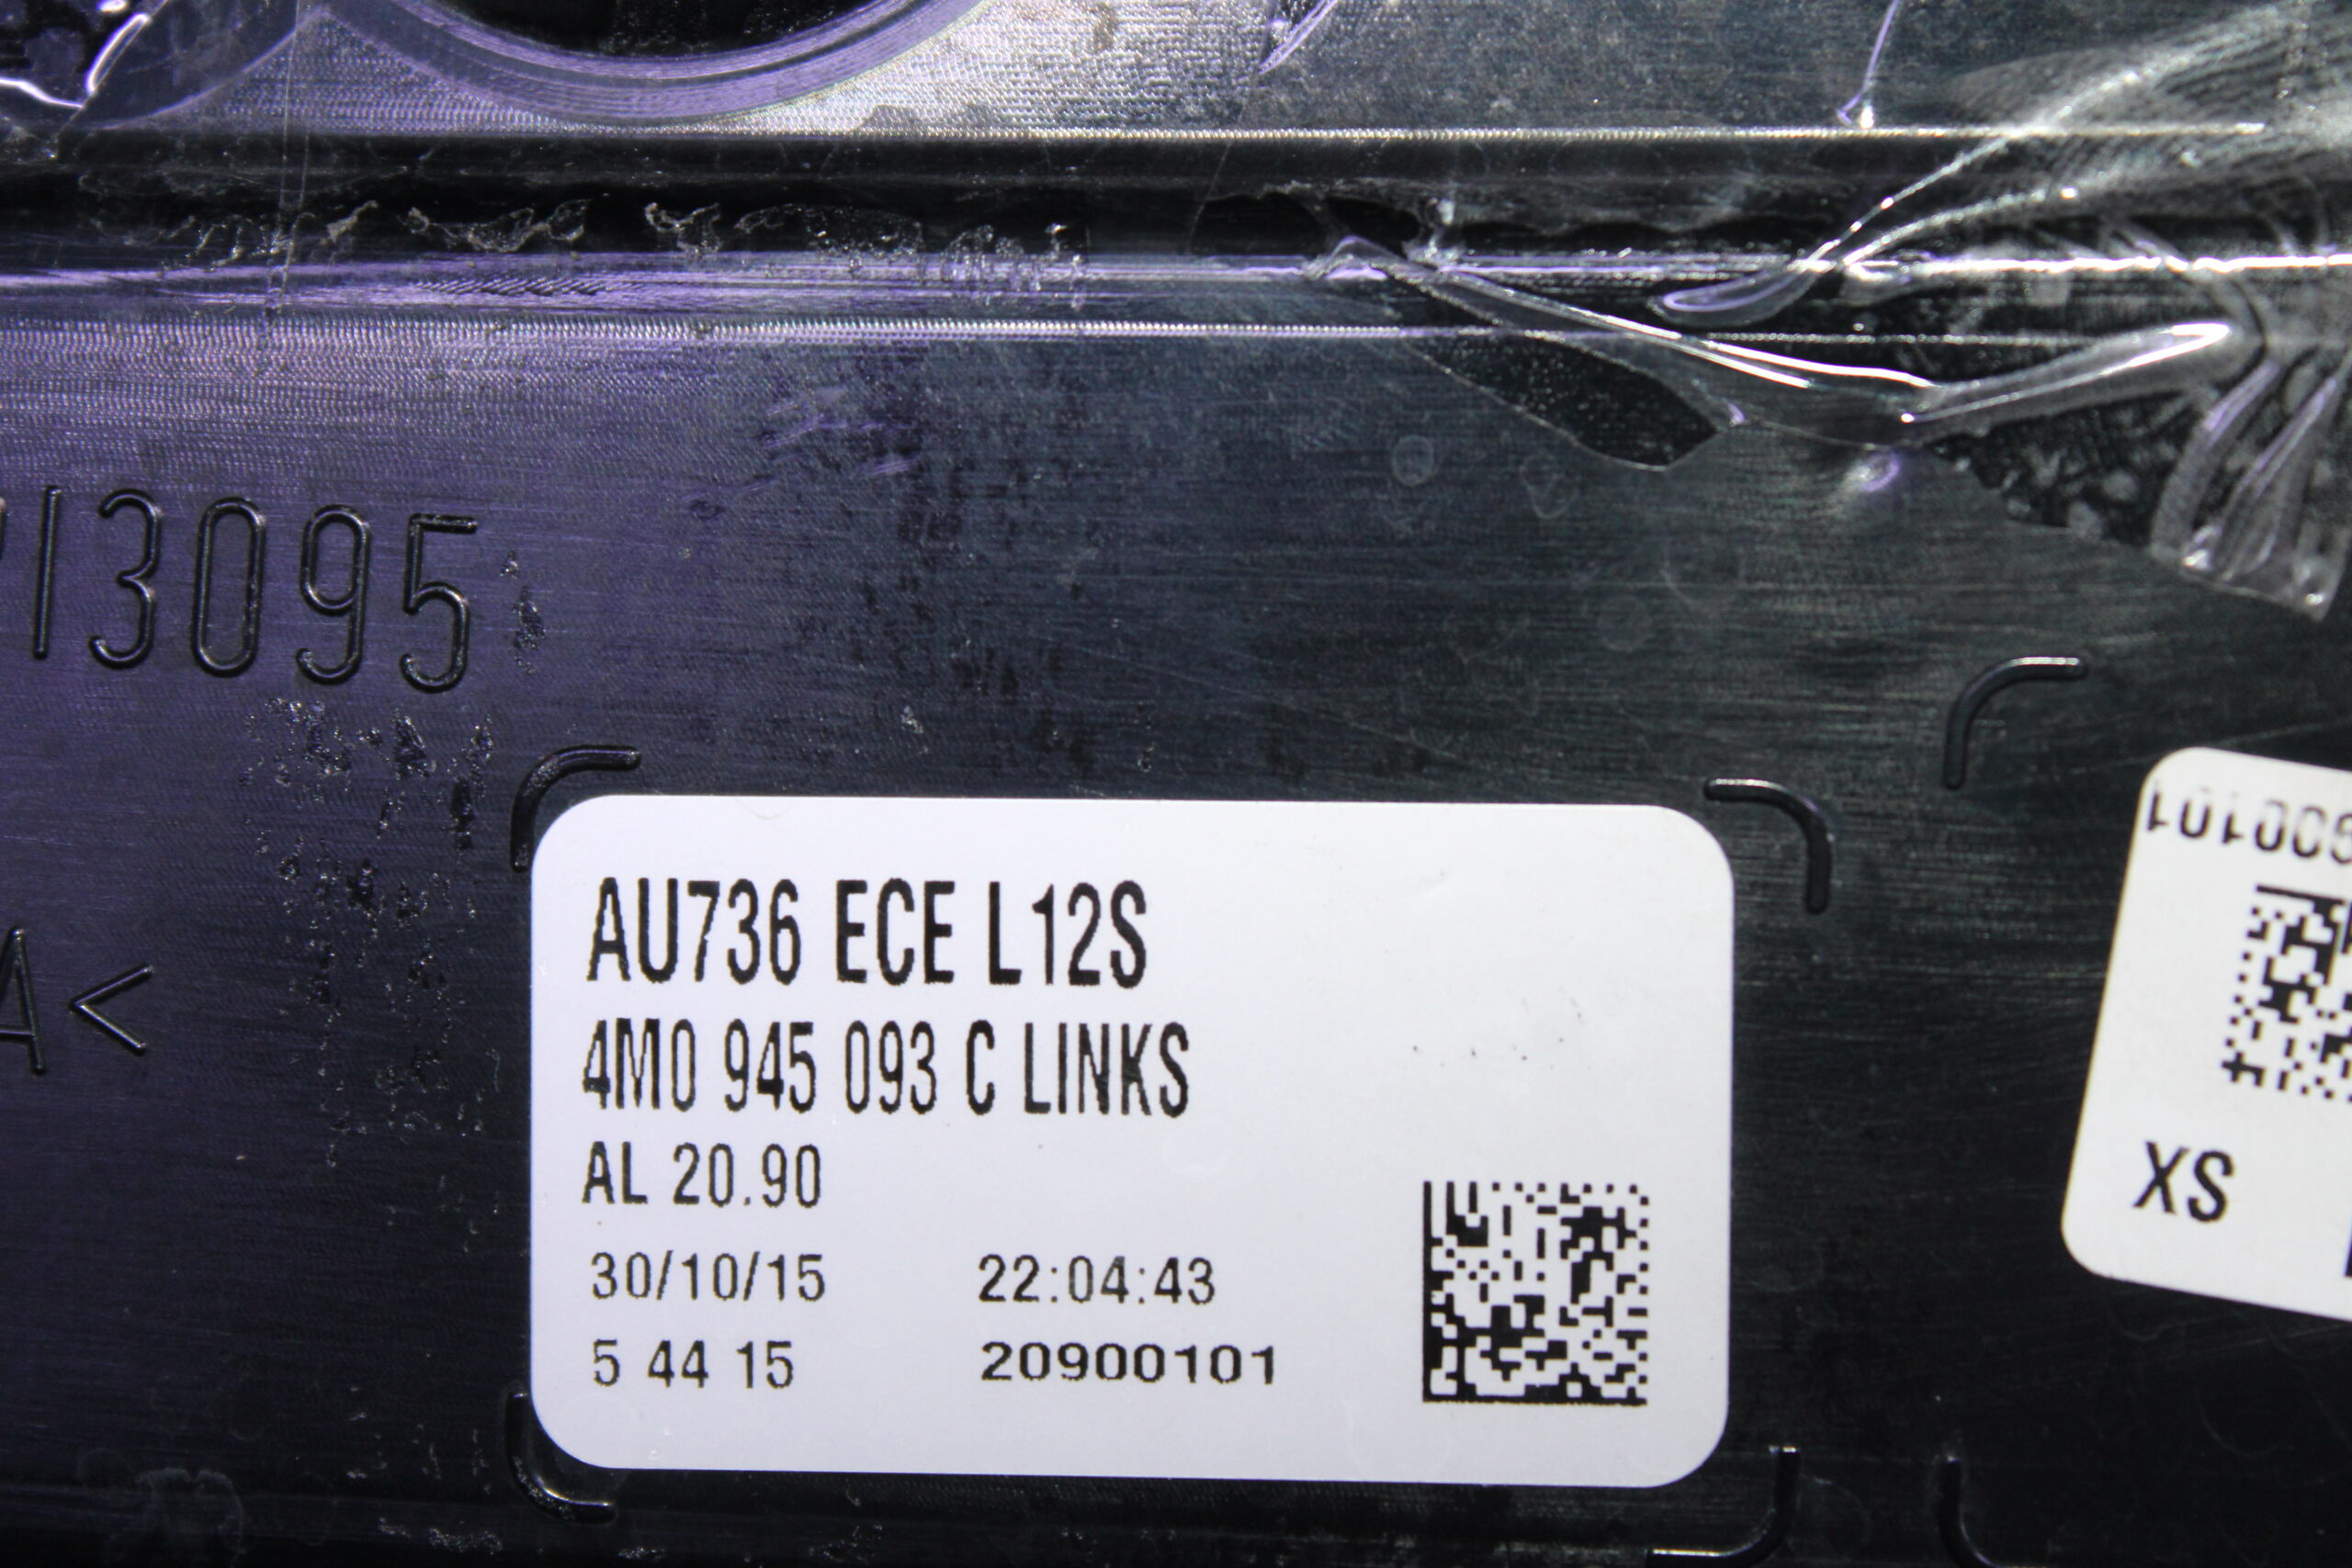 13095
A<
AU736 ECE L12S
4M0 945 093 C LINKS
AL 20.90
30/10/15 22:04:43
5 44 15 20900101
00101
XS